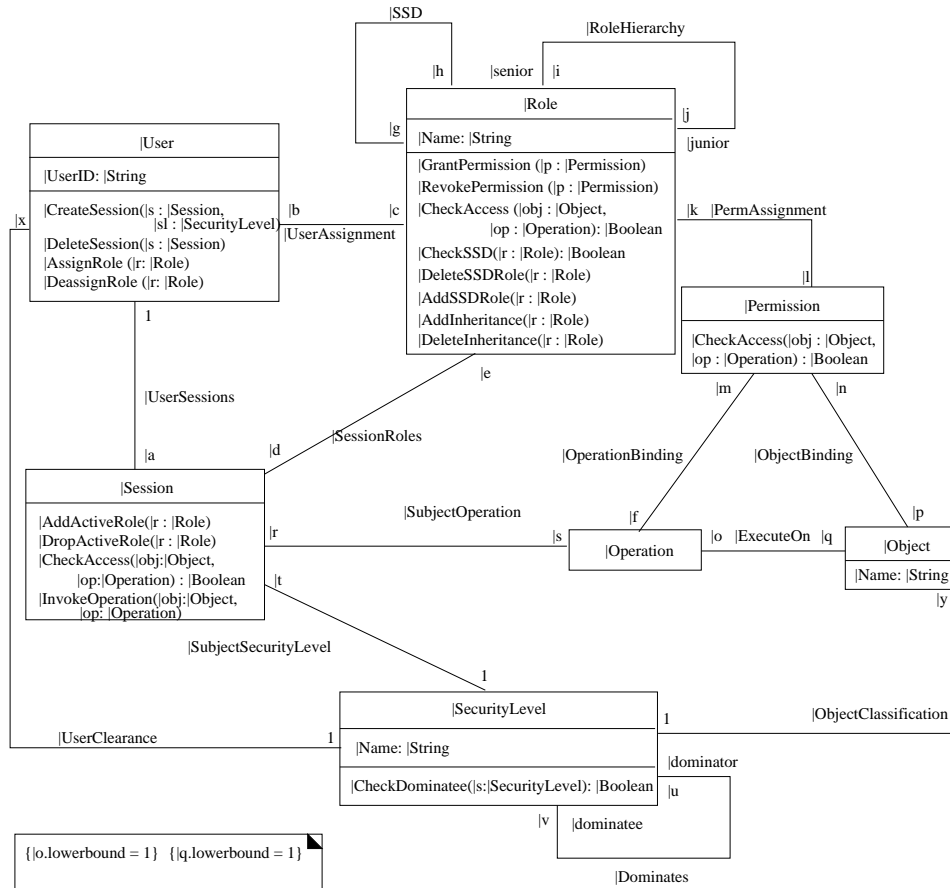 |SSD
|RoleHierarchy
|h
|senior
|i
|g
|j
|junior
|Role
|Name: |String
|GrantPermission (|p : |Permission)
|RevokePermission (|p : |Permission)
|CheckAccess (|obj : |Object,
|op : |Operation): |Boolean
|CheckSSD(|r : |Role): |Boolean
|DeleteSSDRole(|r : |Role)
|AddSSDRole(|r : |Role)
|AddInheritance(|r : |Role)
|DeleteInheritance(|r : |Role)
|User
|UserID: |String
|CreateSession(|s : |Session,
|sl : |SecurityLevel)
|DeleteSession(|s : |Session)
|AssignRole (|r: |Role)
|DeassignRole (|r: |Role)
|x
|b
|c
|UserAssignment
|k
|PermAssignment
|l
|Permission
|CheckAccess(|obj : |Object,
|op : |Operation) : |Boolean
1
|UserSessions
|a
|e
|SessionRoles
|d
|m
|n
|OperationBinding
|ObjectBinding
|f
|p
|Session
|AddActiveRole(|r : |Role)
|DropActiveRole(|r : |Role)
|CheckAccess(|obj:|Object,
|op:|Operation) : |Boolean
|InvokeOperation(|obj:|Object,
|op: |Operation)
|SubjectOperation
|r
|s
|Operation
|o
|ExecuteOn
|q
|Object
|Name: |String
|y
|t
|SubjectSecurityLevel
1
|SecurityLevel
|Name: |String
|CheckDominatee(|s:|SecurityLevel): |Boolean
|UserClearance
1
1
|ObjectClassification
|dominator
|u
|v
|dominatee
|Dominates
{|o.lowerbound = 1} {|q.lowerbound = 1}